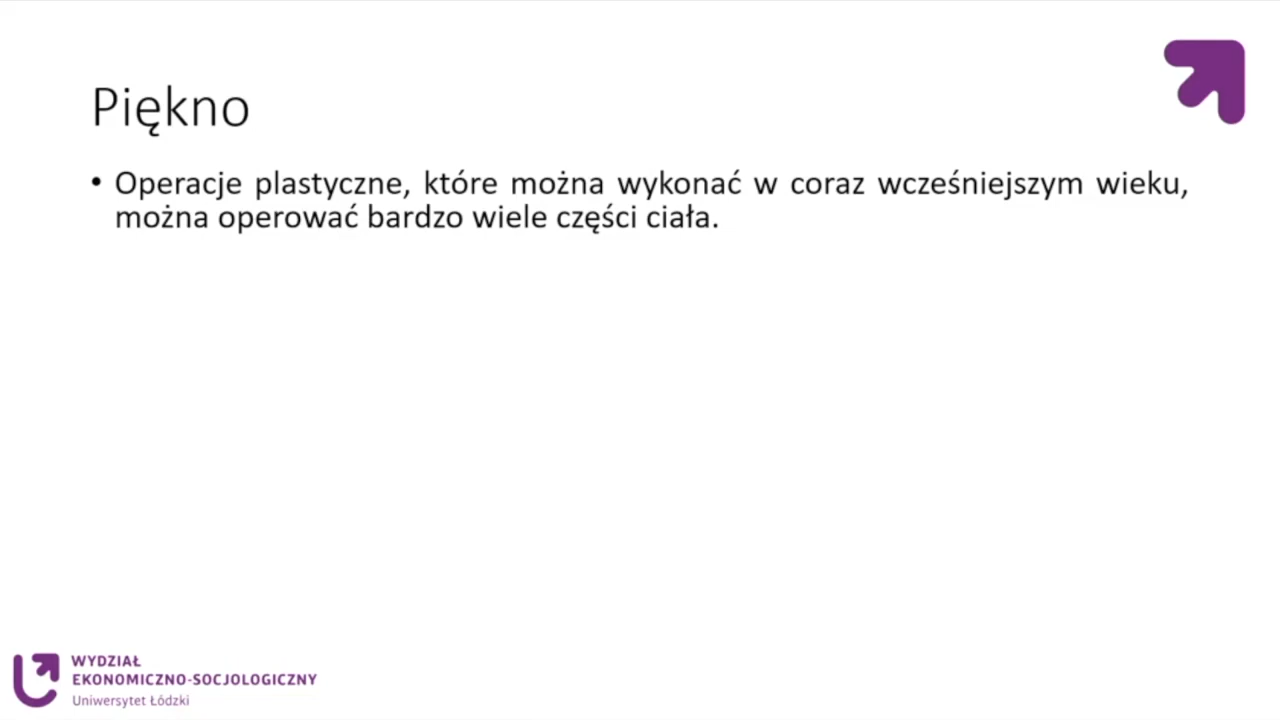 Piękno
• Operacje plastyczne, które można wykonać w coraz wcześniejszym wieku,
można operować bardzo wiele części ciała.
WYDZIAŁ
EKONOMICZNO-SOCJOLOGICZNY
Uniwersytet Łódzki